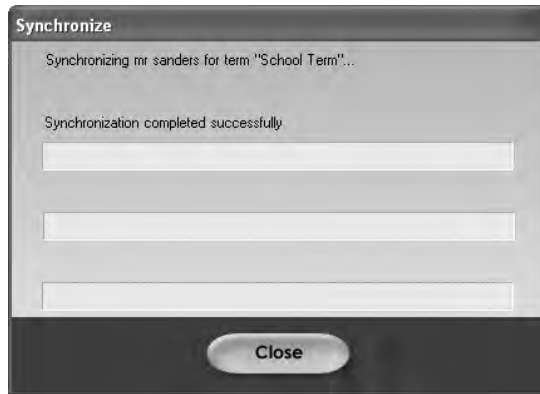 Synchronize
Synchronizing mr sanders for term "School Term"...
Synchronization completed successfully
Close